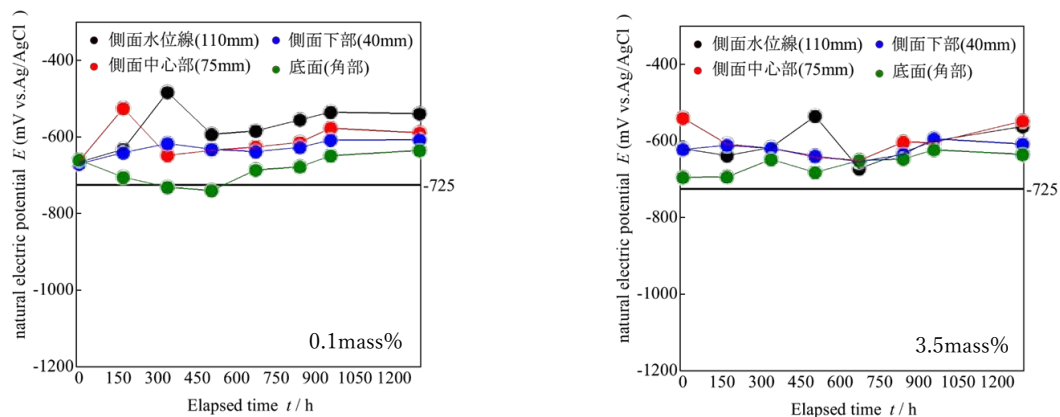 natural electric potential E (mV vs.Ag/AgCl)
-400
-600
-800
-1000
-1200
側面水位線(110mm)
側面下部(40mm)
側面中心部(75mm)
底面(角部)
-725
0.1mass%
0 150 300 450 600 750 900 1050 1200
Elapsed time t / h
natural electric potential E (mV vs.Ag/AgCl)
-400
-600
-800
-1000
-1200
側面水位線(110mm)
側面下部(40mm)
側面中心部(75mm)
底面(角部)
-725
3.5mass%
0 150 300 450 600 750 900 1050 1200
Elapsed time t / h